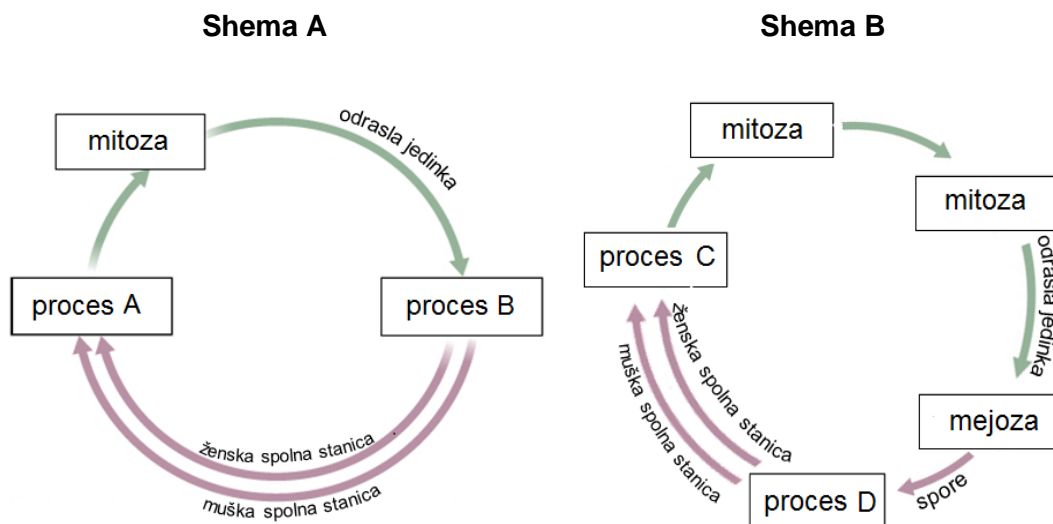 Shema A
mitoza
odrasla jedinka
proces A
proces B
ženska spolna stanica
muška spolna stanica
Shema B
mitoza
mitoza
proces C
odrasla jedinka
ženska spolna stanica
muška spolna stanica
mejoza
spore
proces D